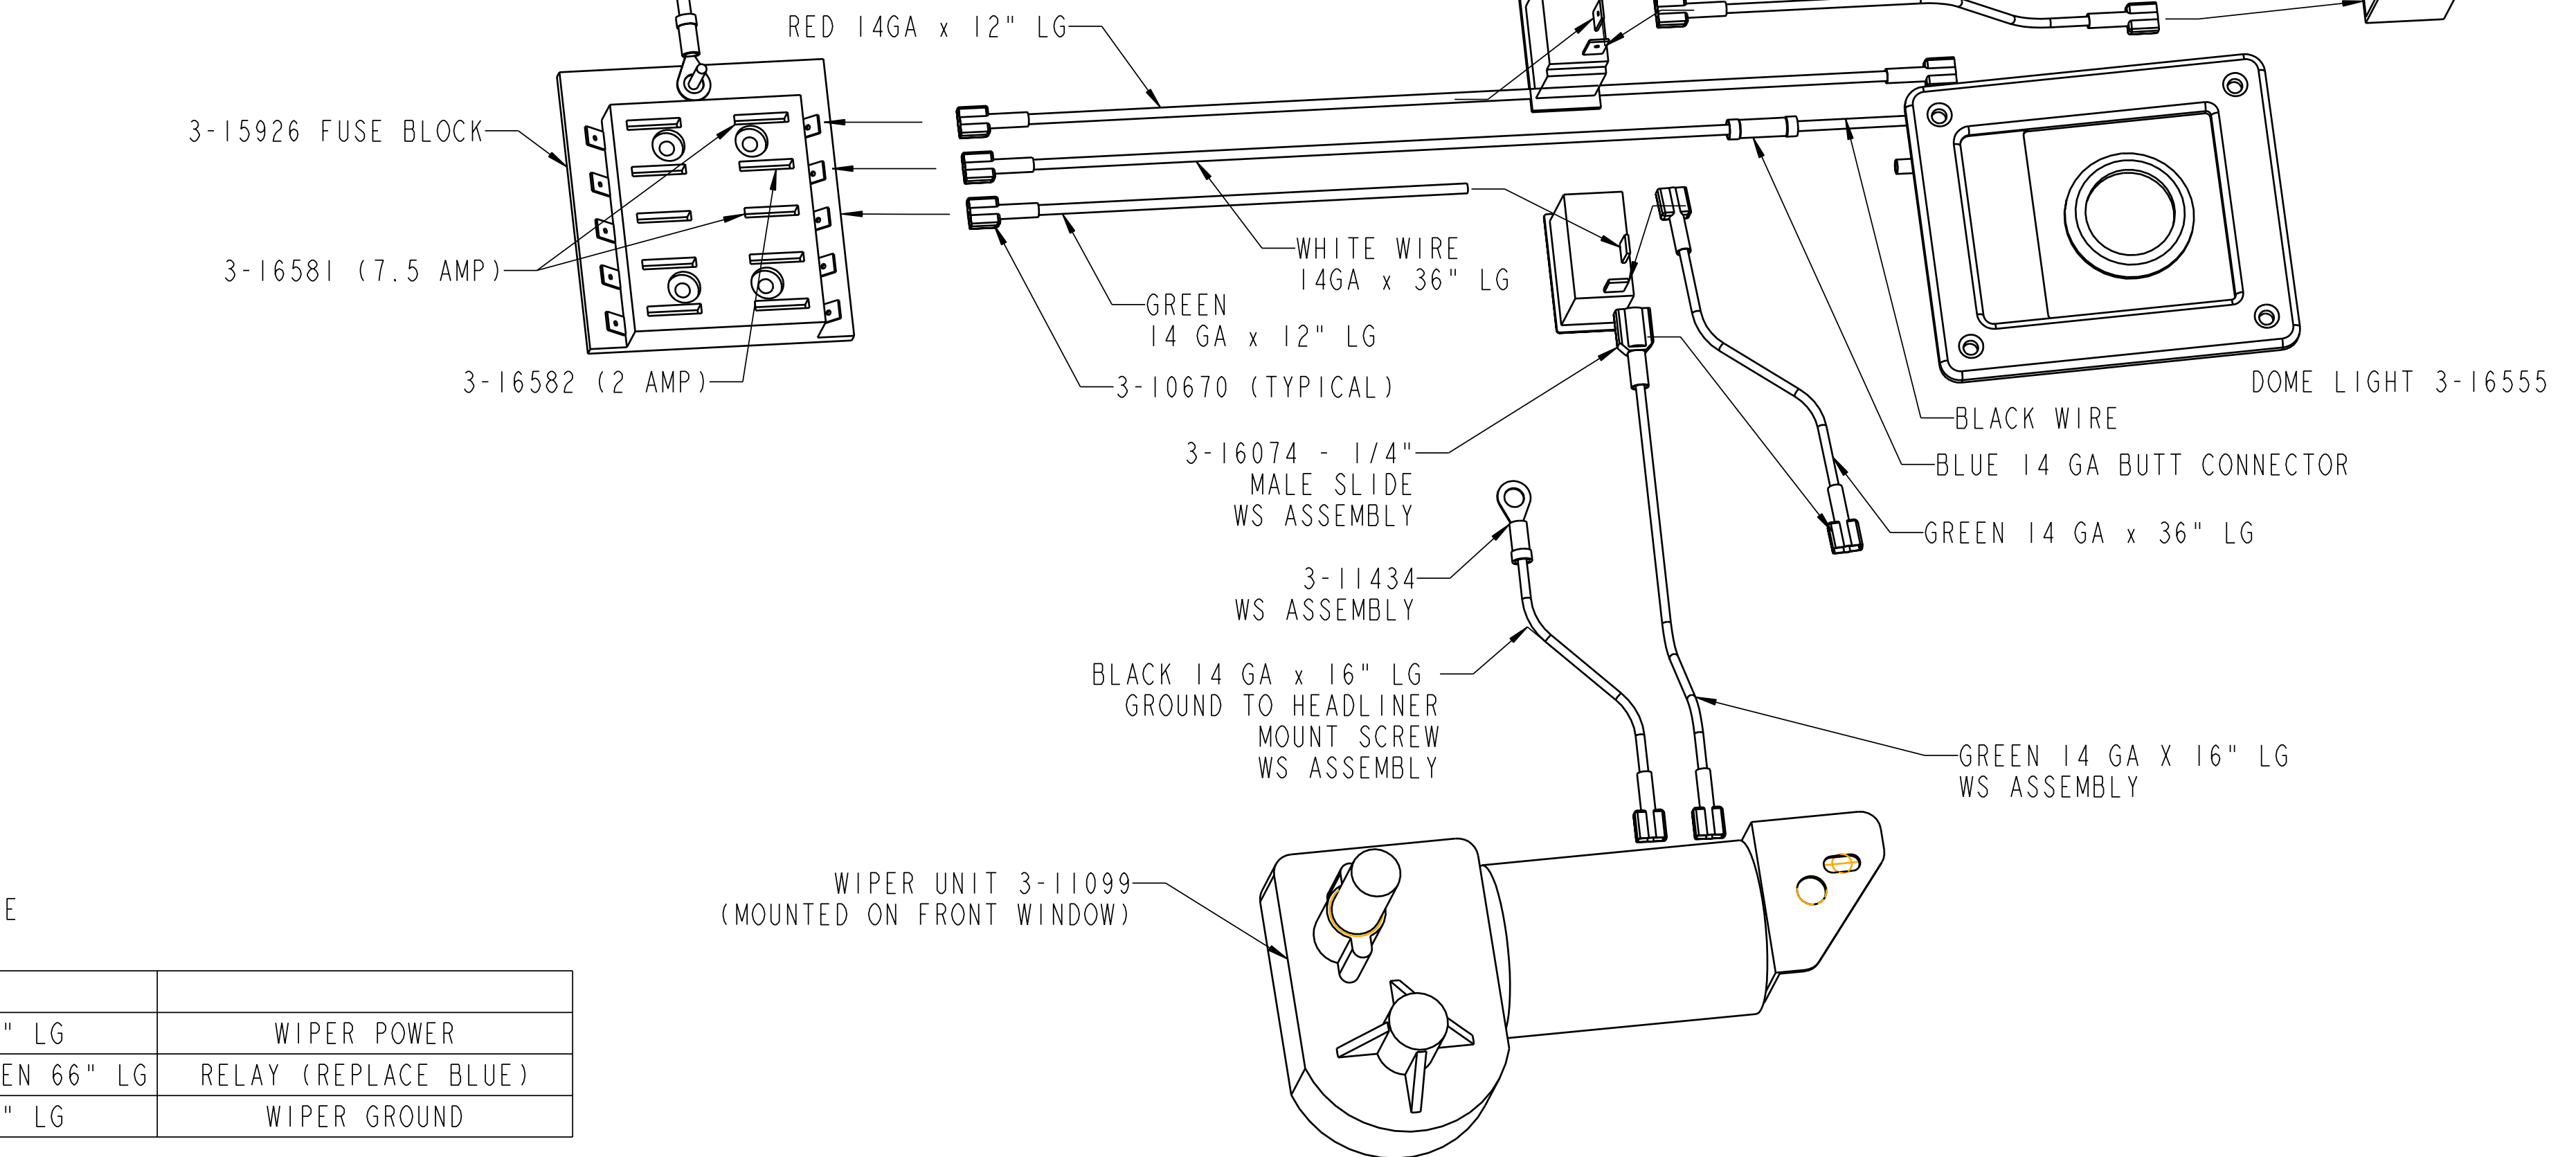 RED 14GA x 12" LG
3-15926 FUSE BLOCK
3-16581 (7.5 AMP)
WHITE WIRE
14GA x 36" LG
GREEN
14 GA x 12" LG
3-16582 (2 AMP)
3-10670 (TYPICAL)
DOME LIGHT 3-16555
BLACK WIRE
BLUE 14 GA BUTT CONNECTOR
3-16074 - 1/4"
MALE SLIDE
WS ASSEMBLY
GREEN 14 GA x 36" LG
3-11434
WS ASSEMBLY
BLACK 14 GA x 16" LG
GROUND TO HEADLINER
MOUNT SCREW
WS ASSEMBLY
GREEN 14 GA X 16" LG
WS ASSEMBLY
WIPER UNIT 3-11099
(MOUNTED ON FRONT WINDOW)
E
" LG WIPER POWER
EN 66" LG RELAY (REPLACE BLUE)
" LG WIPER GROUND